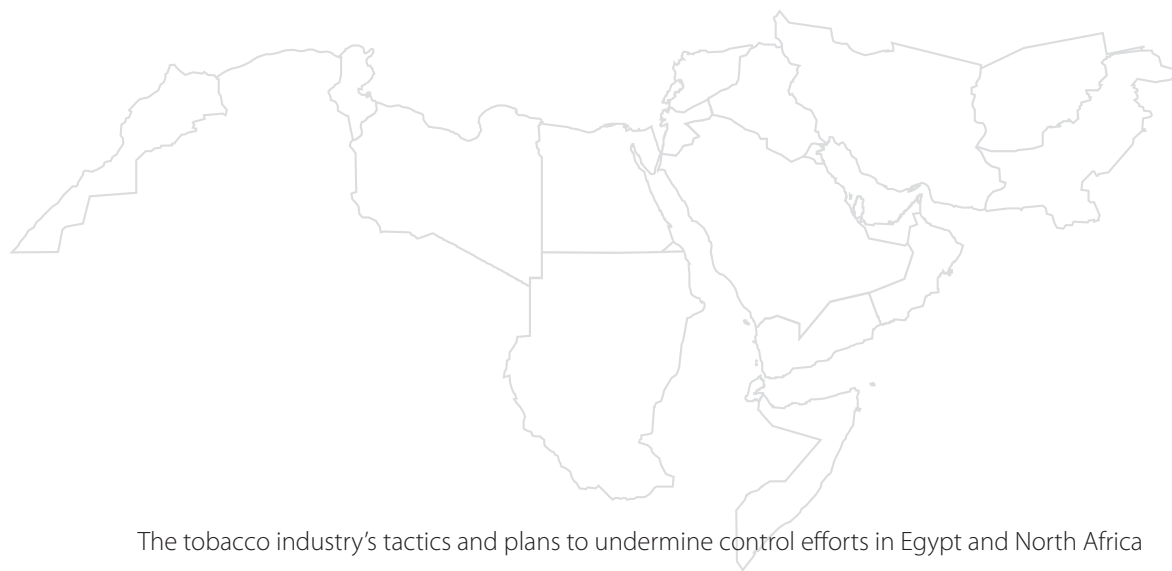 The tobacco industry’s tactics and plans to undermine control efforts in Egypt and North Africa